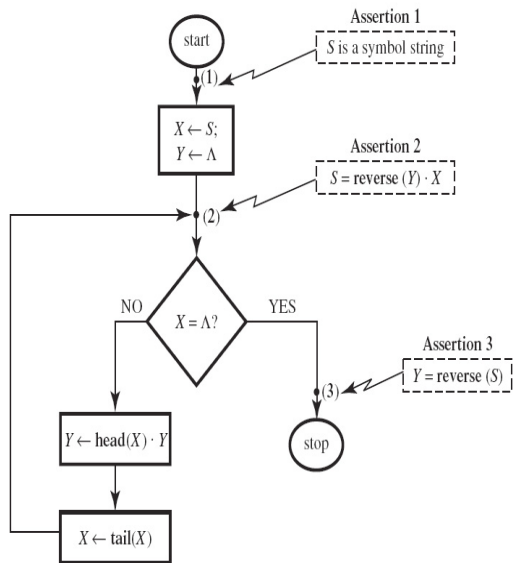 Assertion 1
start
S is a symbol string
(1)
X ← S;
Y ← Λ
Assertion 2
S = reverse (Y) · X
(2)
NO
X = Λ?
YES
Assertion 3
(3)
Y = reverse (S)
Y ← head(X) · Y
stop
X ← tail(X)